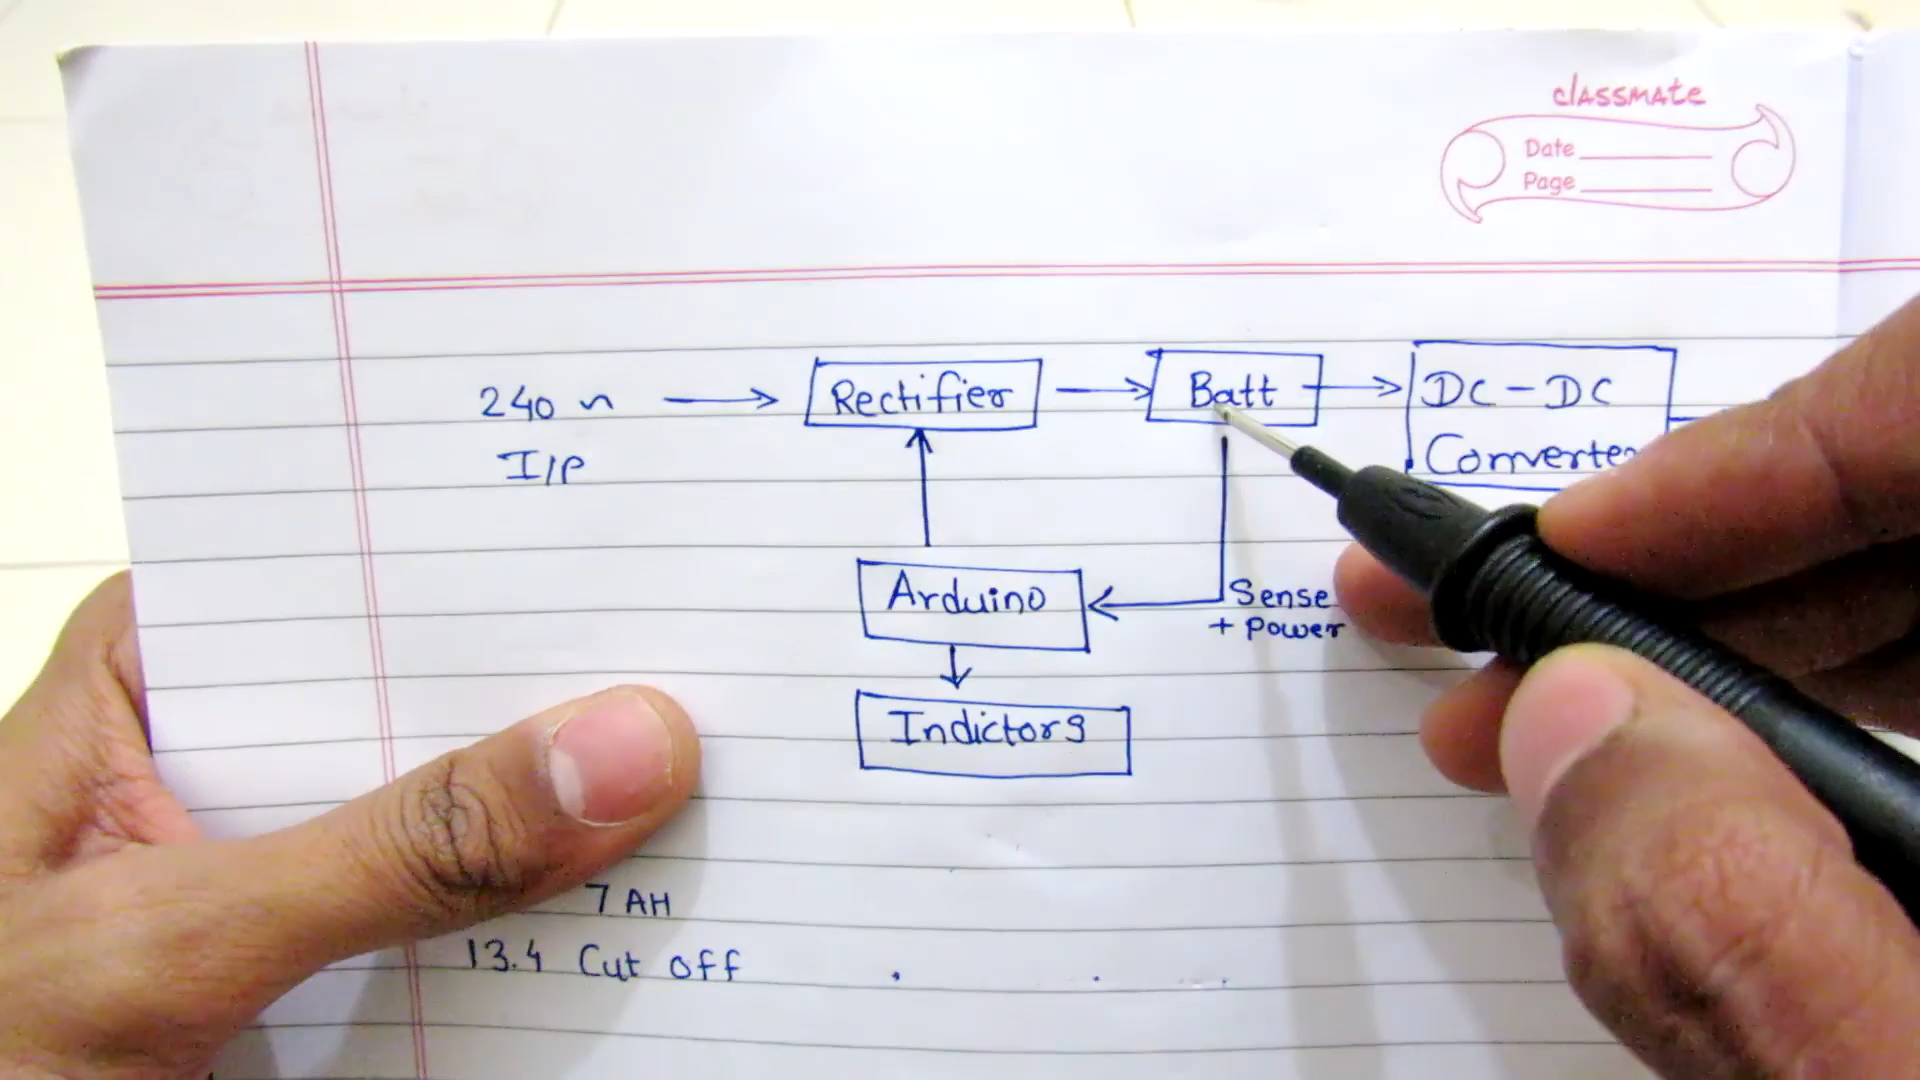 classmate
Date
Page
240 ~ → Rectifier → Batt → DC - DC
I/P
Converter
Arduino
Sense
+ Power
Indictors
7 AH
13.4 Cut off